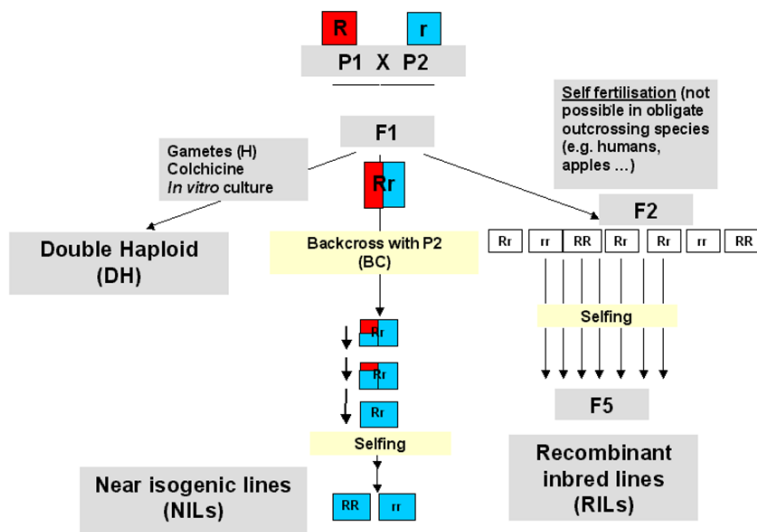 R r
P1 X P2
F1
Rr
Gametes (H)
Colchicine
In vitro culture
Double Haploid
(DH)
Backcross with P2
(BC)
Rr
Rr
Rr
Selfing
RR rr
Near isogenic lines
(NILs)
Self fertilisation (not
possible in obligate
outcrossing species
(e.g. humans,
apples ...)
F2
Rr rr RR Rr Rr rr RR
Selfing
F5
Recombinant
inbred lines
(RILs)